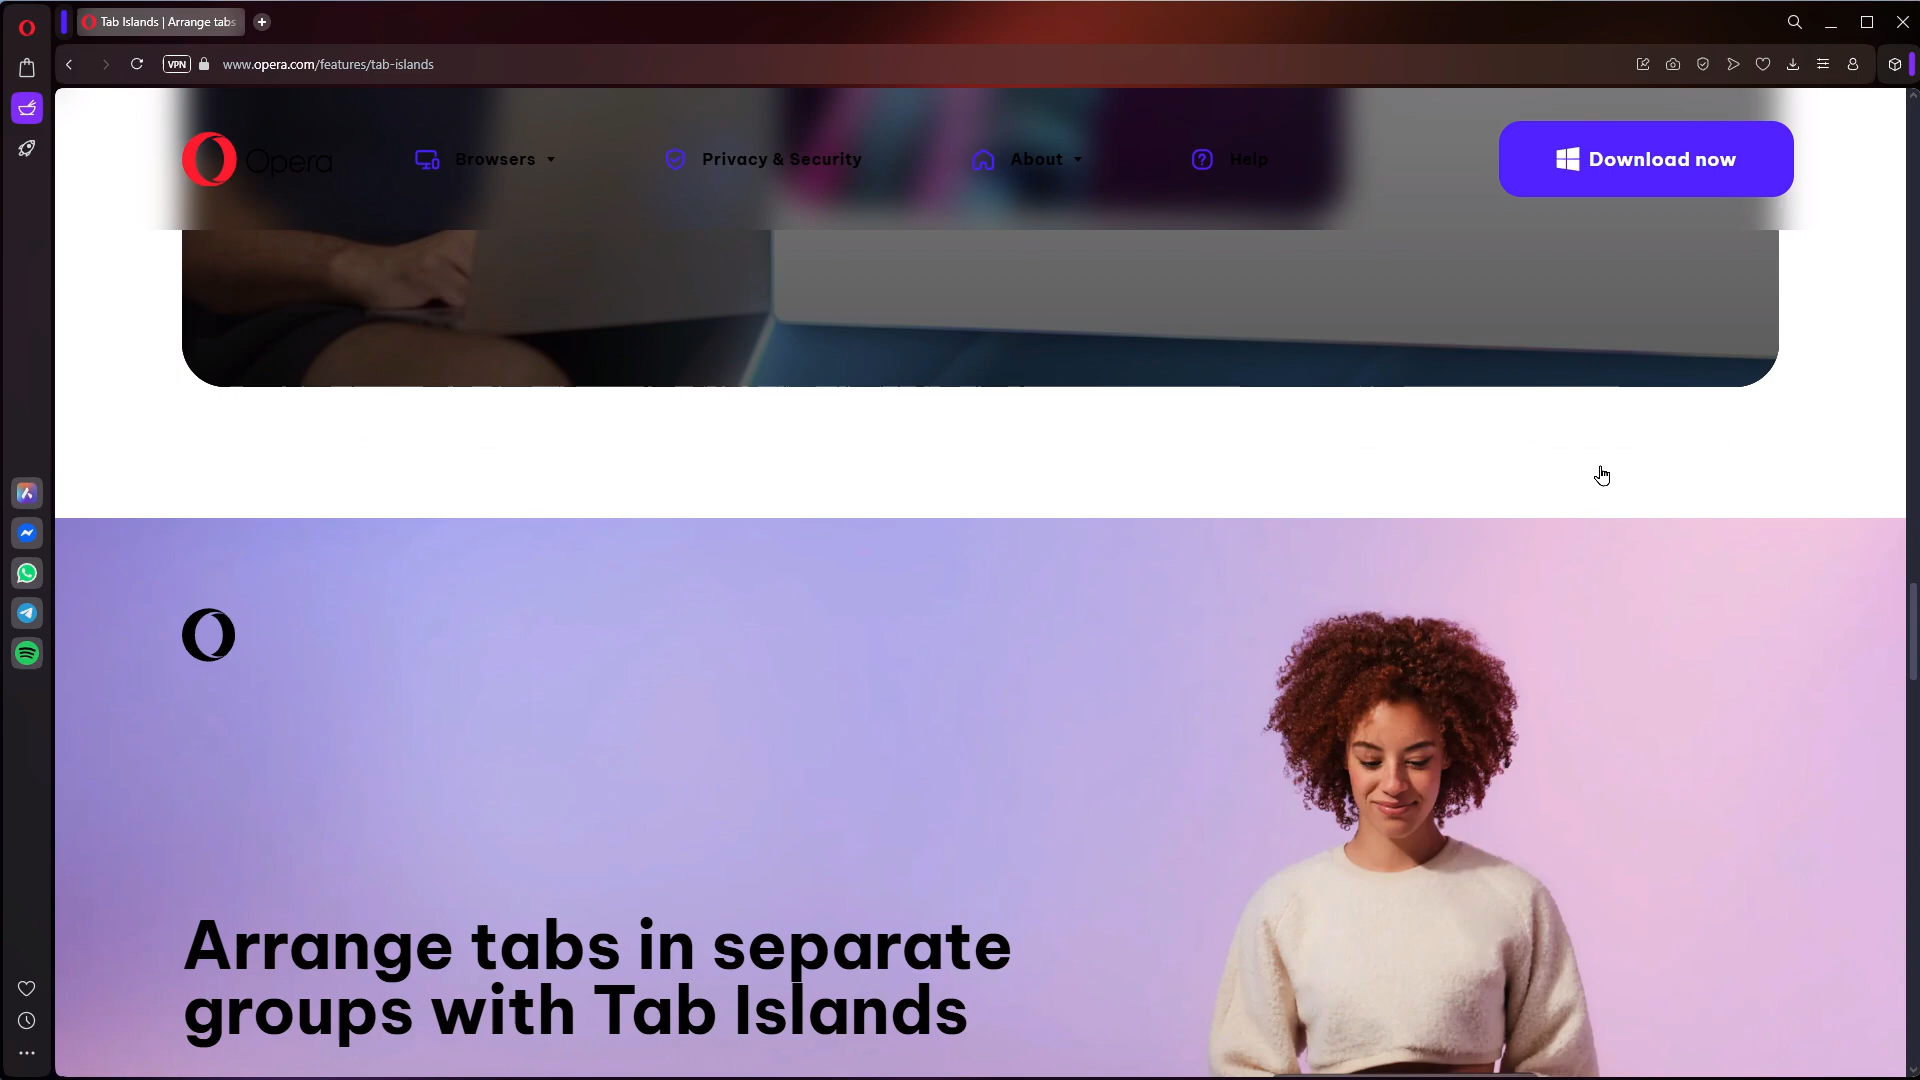 Tab Islands | Arrange tabs
VPN
www.opera.com/features/tab-islands
Opera
Browsers
Privacy & Security
About
Help
Download now
Arrange tabs in separate
groups with Tab Islands